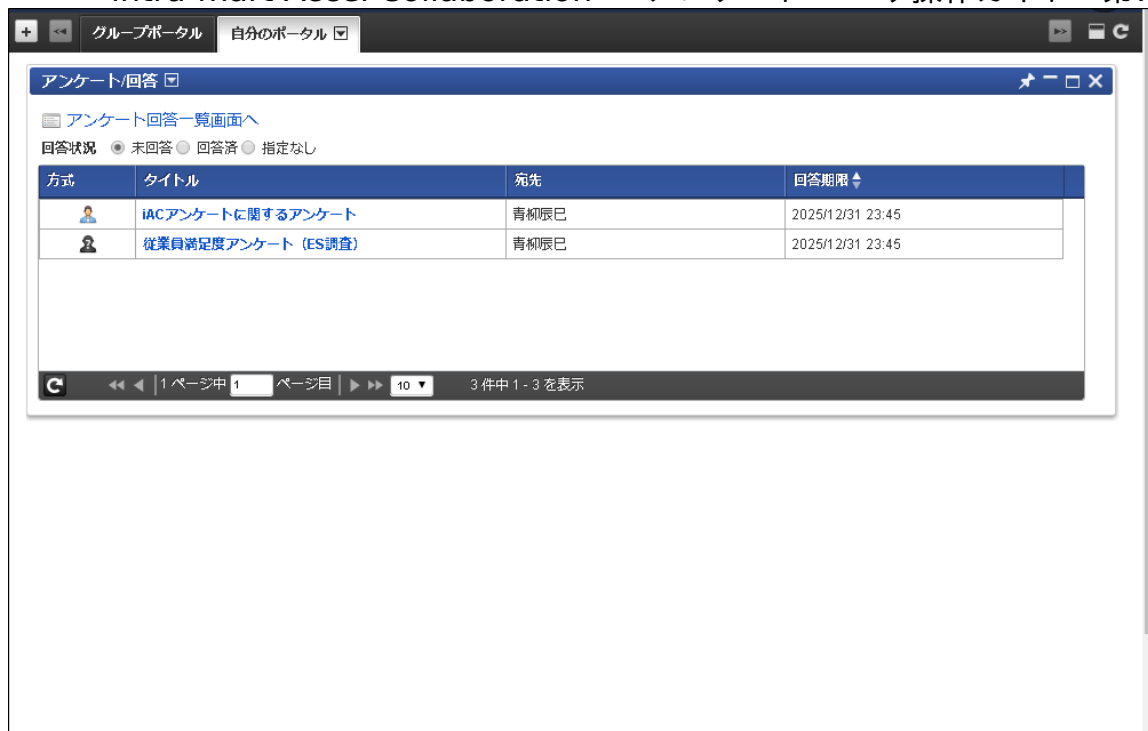 グループポータル 自分のポータル
アンケート/回答
アンケート回答一覧画面へ
回答状況 未回答 回答済 指定なし
方式 タイトル 宛先 回答期限
iACアンケートに関するアンケート 青柳辰巳 2025/12/31 23:45
従業員満足度アンケート（ES調査） 青柳辰巳 2025/12/31 23:45
1 ページ中 1 ページ目 10 3 件中 1 - 3 を表示